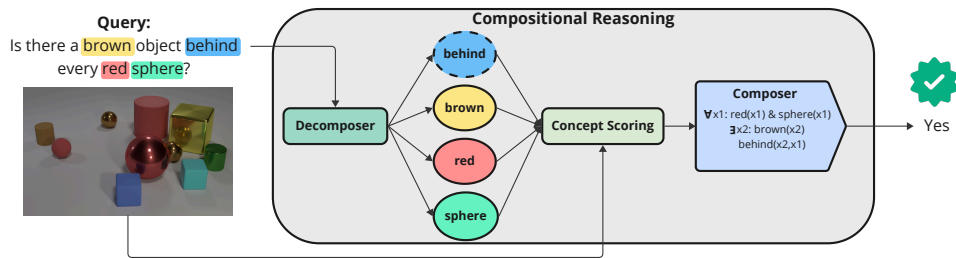 Query:
Is there a brown object behind
every red sphere?
Compositional Reasoning
Decomposer
behind
brown
red
sphere
Concept Scoring
Composer
∀x1: red(x1) & sphere(x1)
∃x2: brown(x2)
behind(x2,x1)
Yes